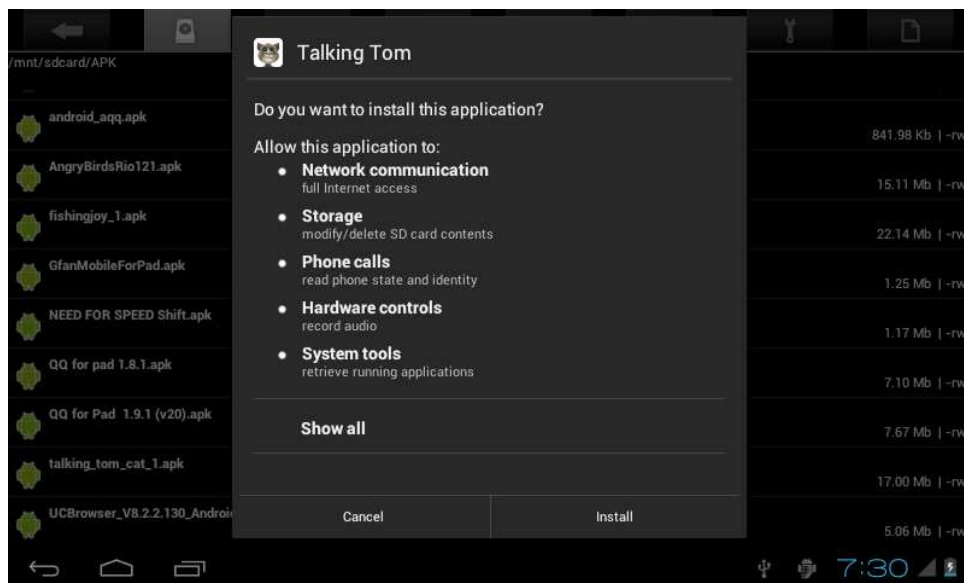 Talking Tom
/mnt/sdcard/APK
...
Do you want to install this application?
Allow this application to:
Network communication
full Internet access
Storage
modify/delete SD card contents
Phone calls
read phone state and identity
Hardware controls
record audio
System tools
retrieve running applications
Show all
Cancel Install
android_aqq.apk
841.98 Kb | -rw
AngryBirdsRio121.apk
15.11 Mb | -rw
fishingjoy_1.apk
22.14 Mb | -rw
GfanMobileForPad.apk
1.25 Mb | -rw
NEED FOR SPEED Shift.apk
1.17 Mb | -rw
QQ for pad 1.8.1.apk
7.10 Mb | -rw
QQ for Pad 1.9.1 (v20).apk
7.67 Mb | -rw
talking_tom_cat_1.apk
17.00 Mb | -rw
UCBrowser_V8.2.2.130_Androi
5.06 Mb | -rw
7:30